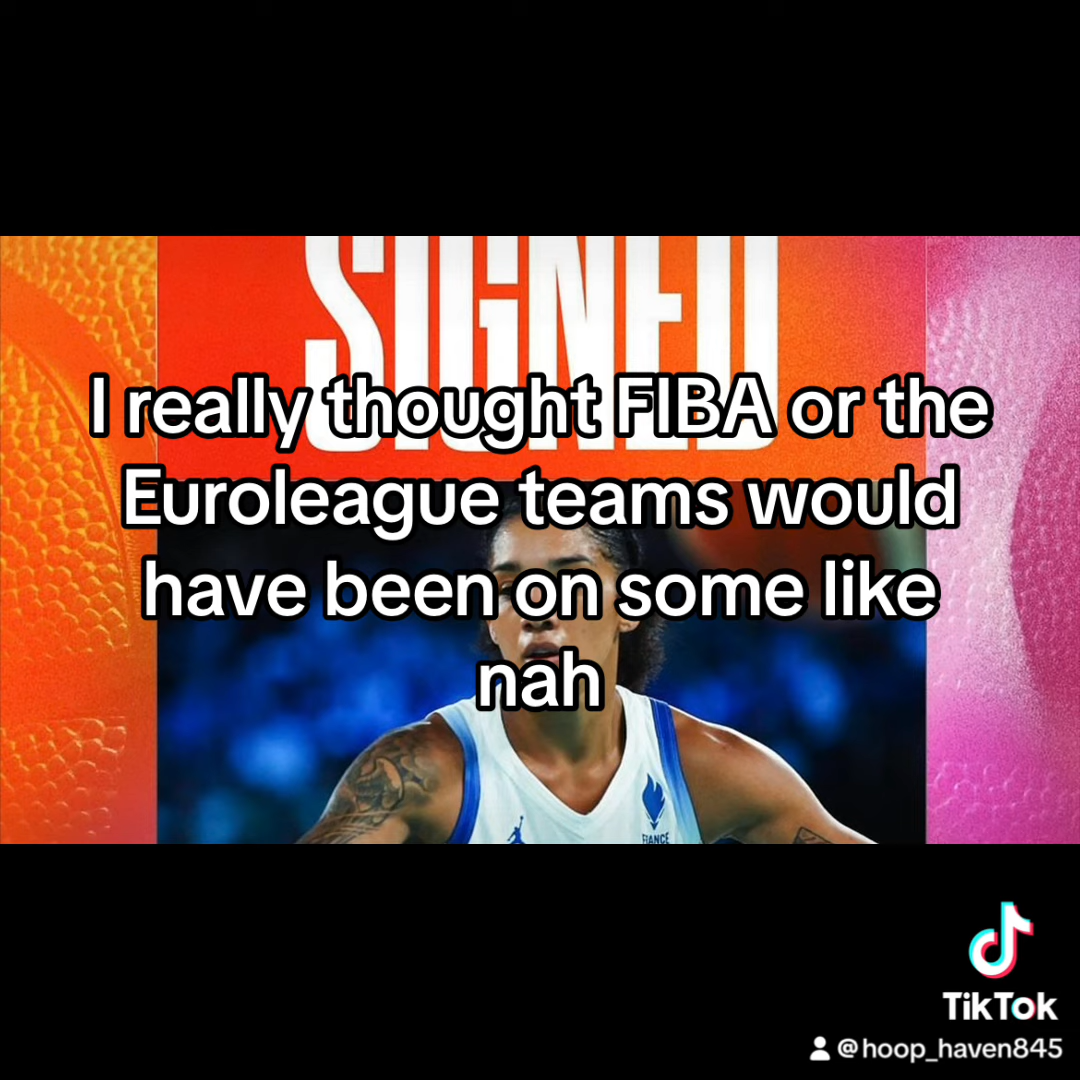 SIGNED
I really thought FIBA or the
Euroleague teams would
have been on some like
nah
FRANCE
TikTok
@hoop_haven845